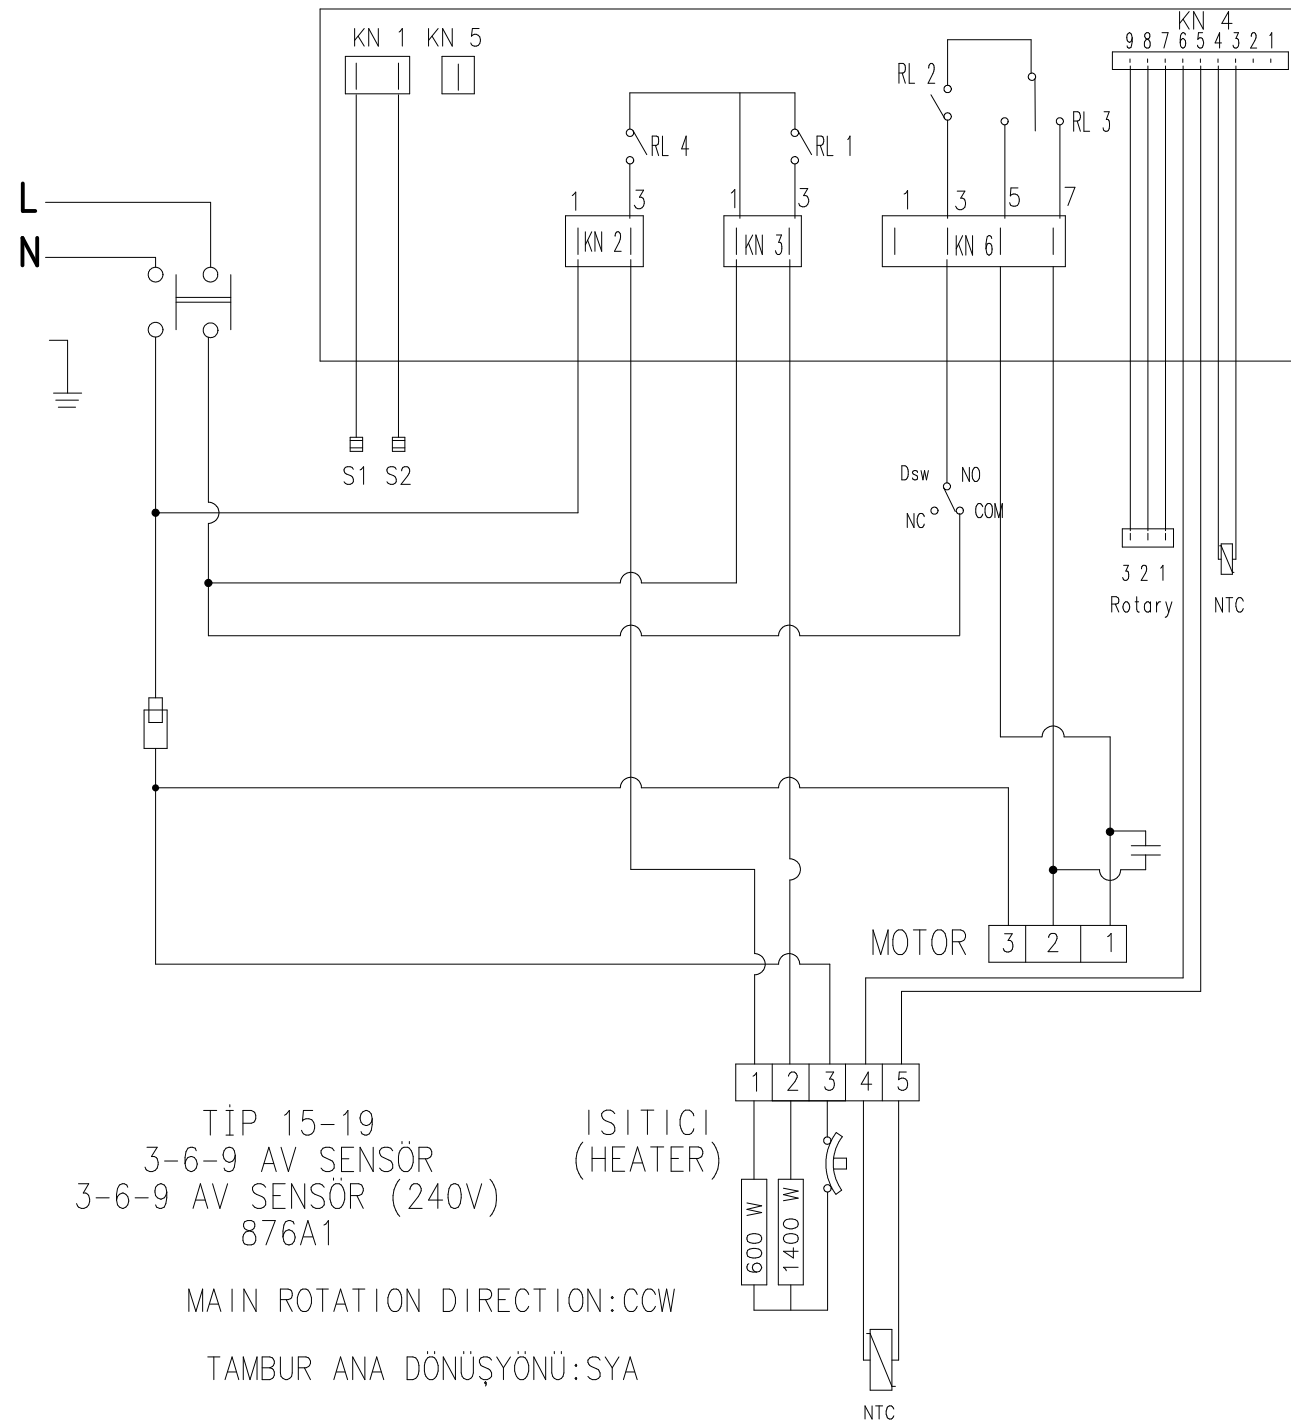 KN 1 KN 5
KN 4
9 8 7 6 5 4 3 2 1
RL 2
RL 3
RL 4
RL 1
L
N
1 3
1 3
1 3 5 7
KN 2
KN 3
KN 6
S1 S2
Dsw NO
NC COM
3 2 1
Rotary
NTC
MOTOR 3 2 1
1 2 3 4 5
TİP 15-19
3-6-9 AV SENSÖR
3-6-9 AV SENSÖR (240V)
876A1
ISITICI
(HEATER)
600 W
1400 W
MAIN ROTATION DIRECTION:CCW
TAMBUR ANA DÖNÜŞYÖNÜ:SYA
NTC